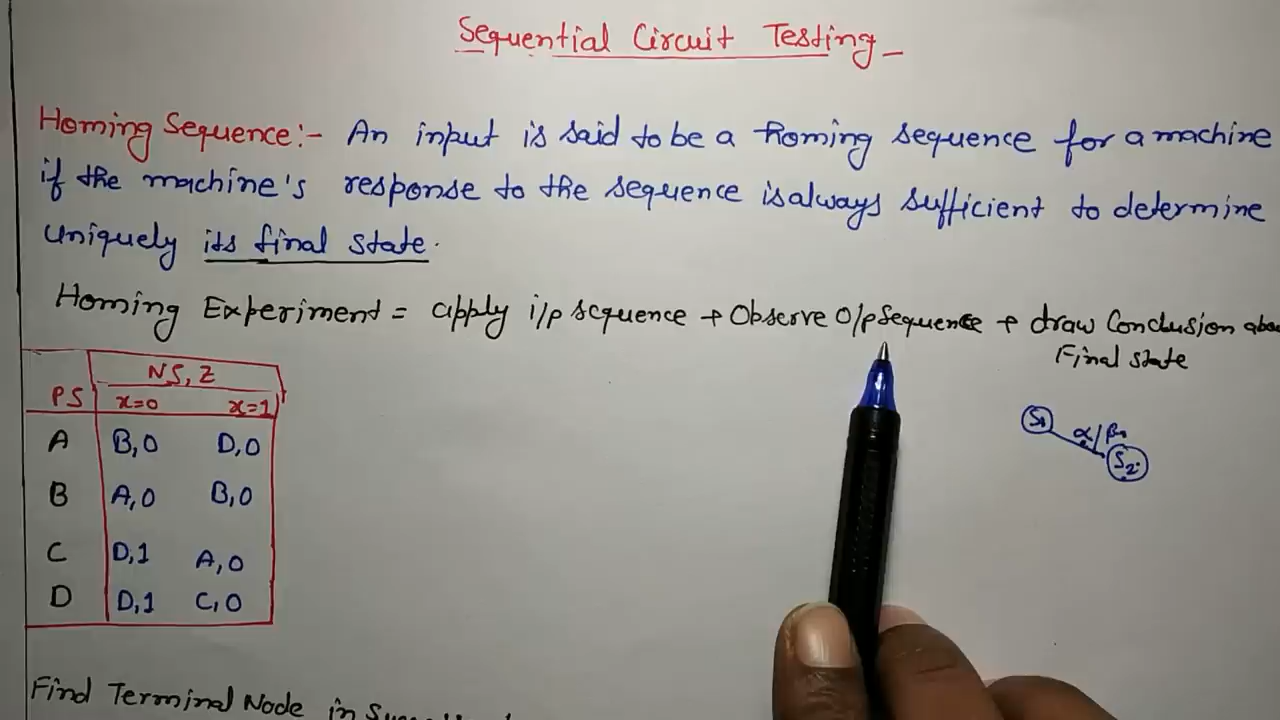 Sequential Circuit Testing
Homing Sequence:- An input is said to be a homing sequence for a machine
if the machine's response to the sequence is always sufficient to determine
uniquely its final state.
Homing Experiment = apply i/p sequence + Observe O/p Sequence + draw Conclusion
Final state
NS, Z
PS x=0 x=1
A B,0 D,0
B A,0 B,0
C D,1 A,0
D D,1 C,0
S1
α/β1
S2
Find Terminal Node in